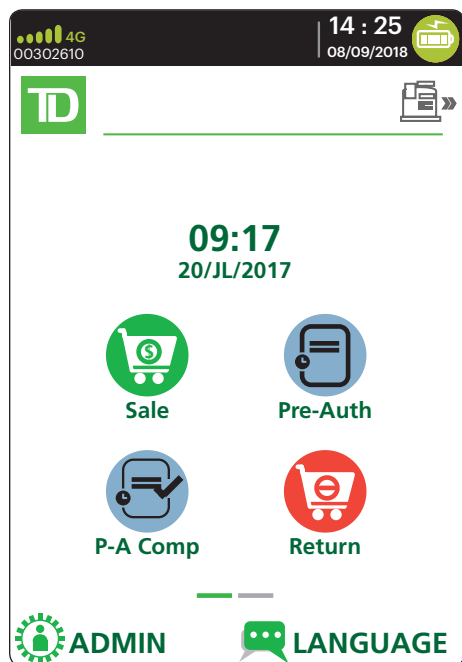 4G
14 : 25
00302610
08/09/2018
TD
09:17
20/JL/2017
Sale
Pre-Auth
P-A Comp
Return
ADMIN
LANGUAGE